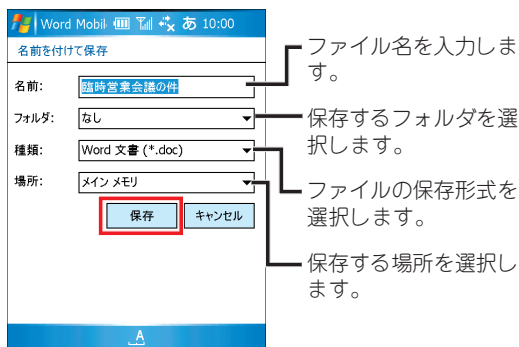 Word Mobil あ 10:00
名前を付けて保存
名前: 臨時営業会議の件
フォルダ: なし
種類: Word 文書 (*.doc)
場所: メイン メモリ
保存 キャンセル
A
ファイル名を入力しま
す。
保存するフォルダを選
択します。
ファイルの保存形式を
選択します。
保存する場所を選択し
ます。